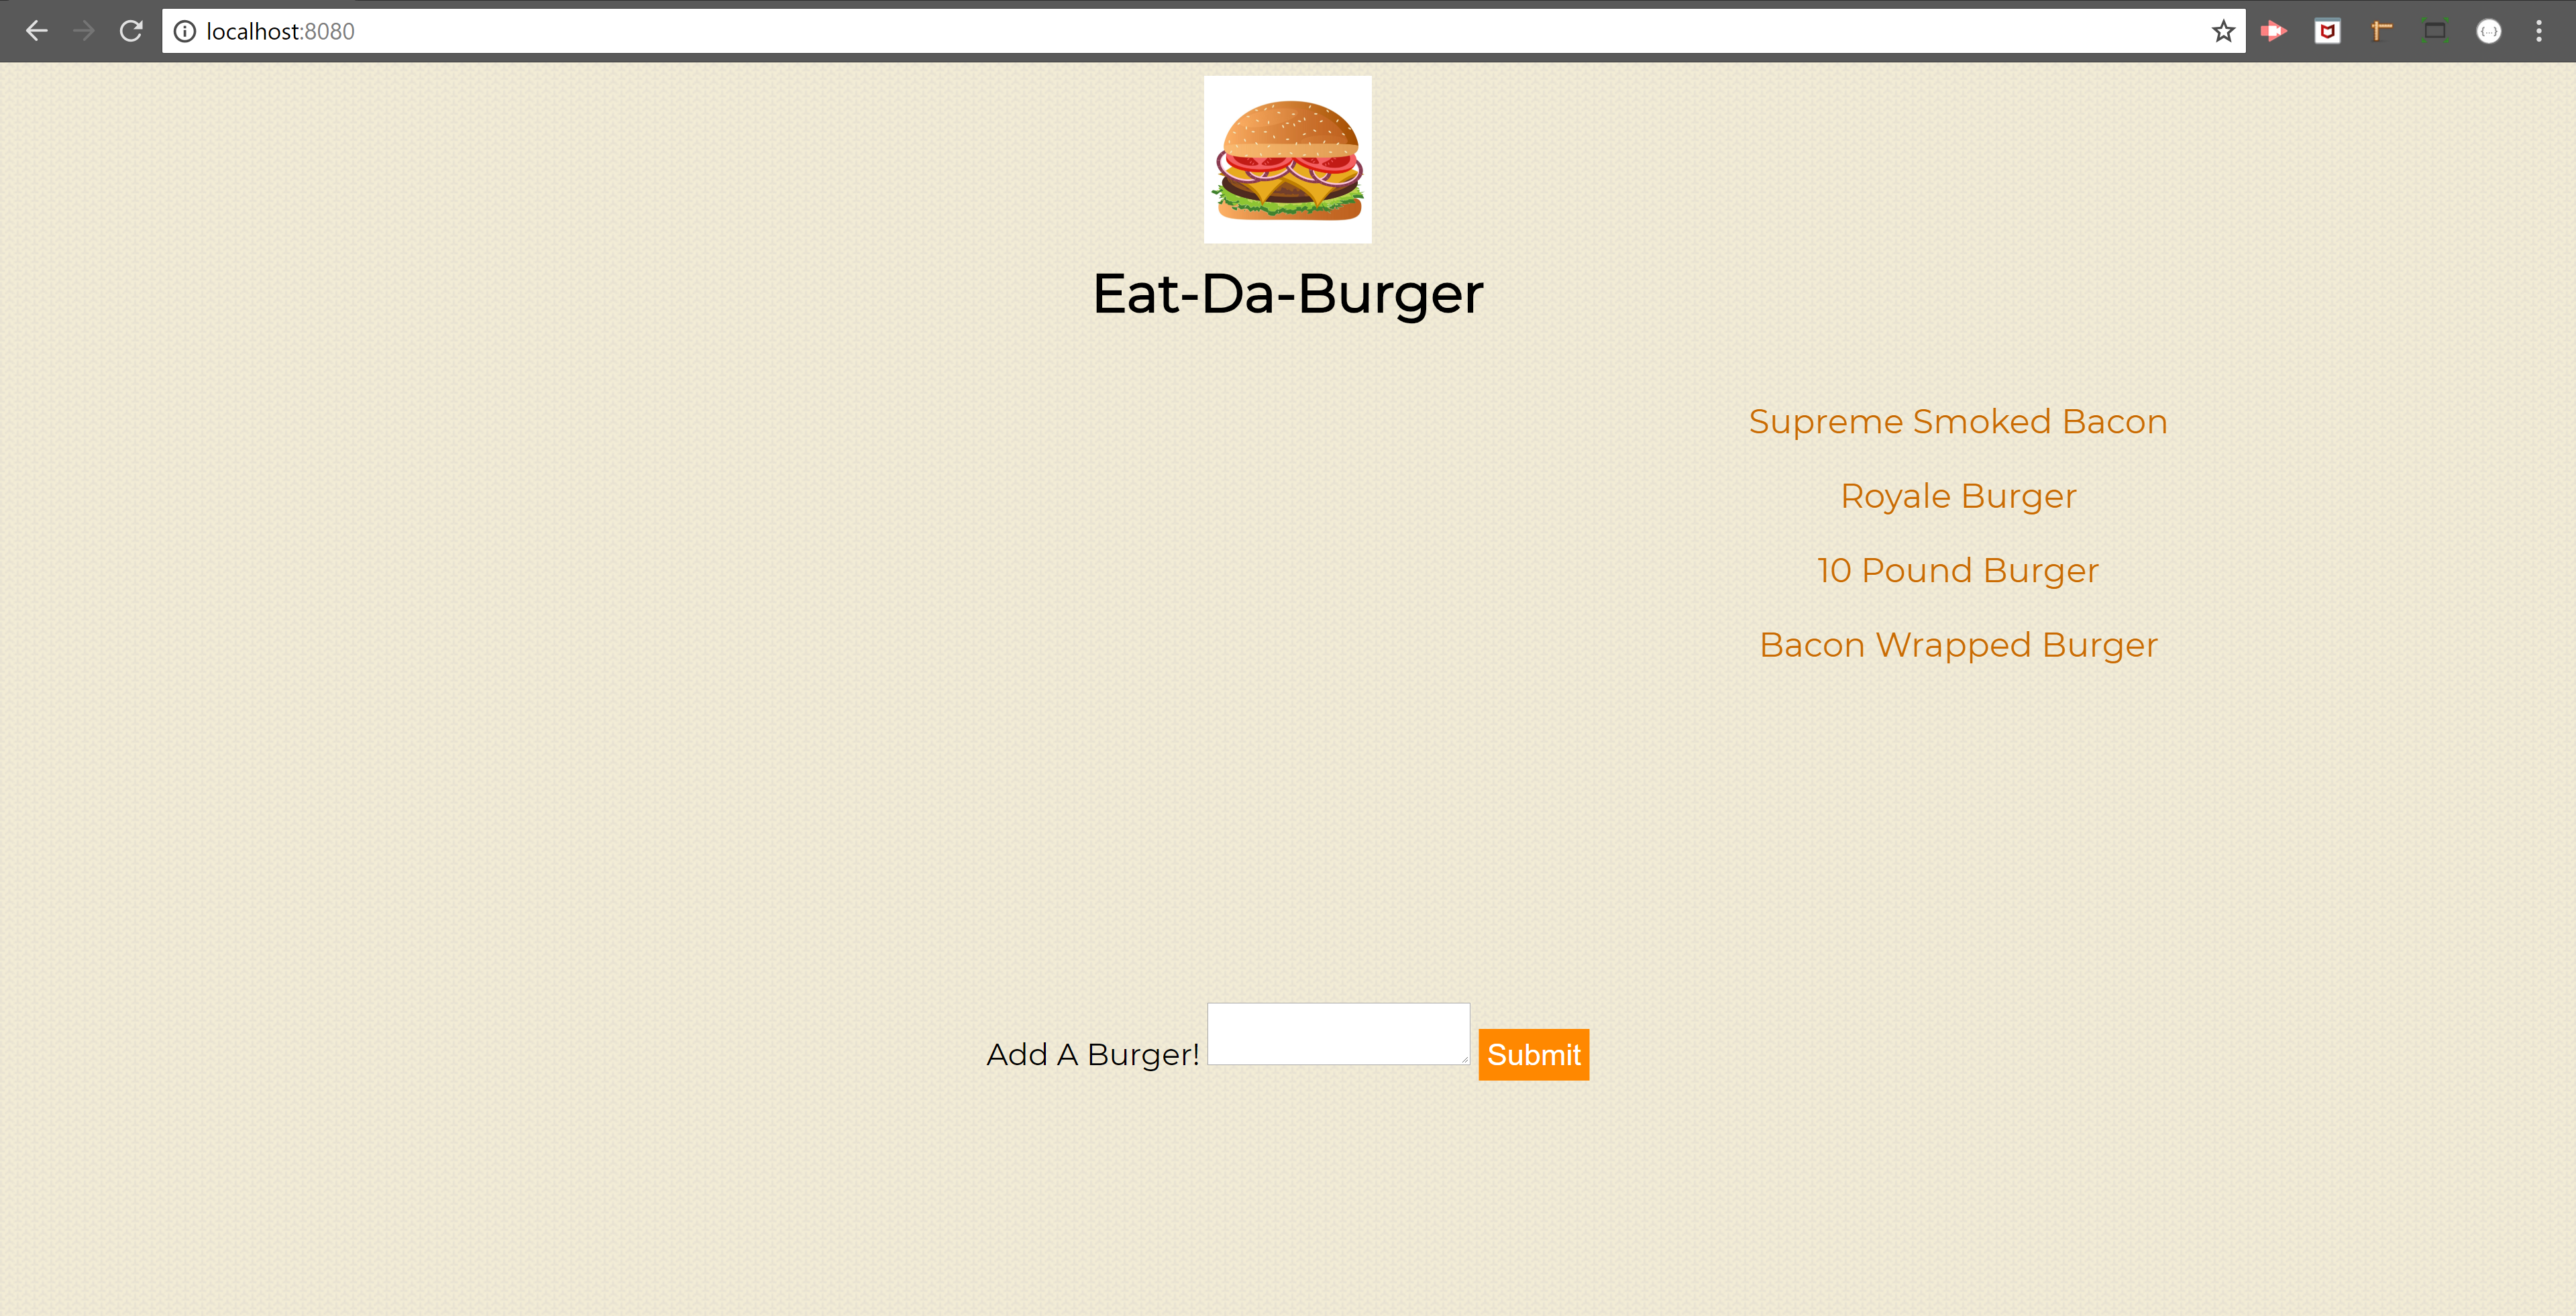 localhost:8080
Eat-Da-Burger
Supreme Smoked Bacon
Royale Burger
10 Pound Burger
Bacon Wrapped Burger
Add A Burger! Submit